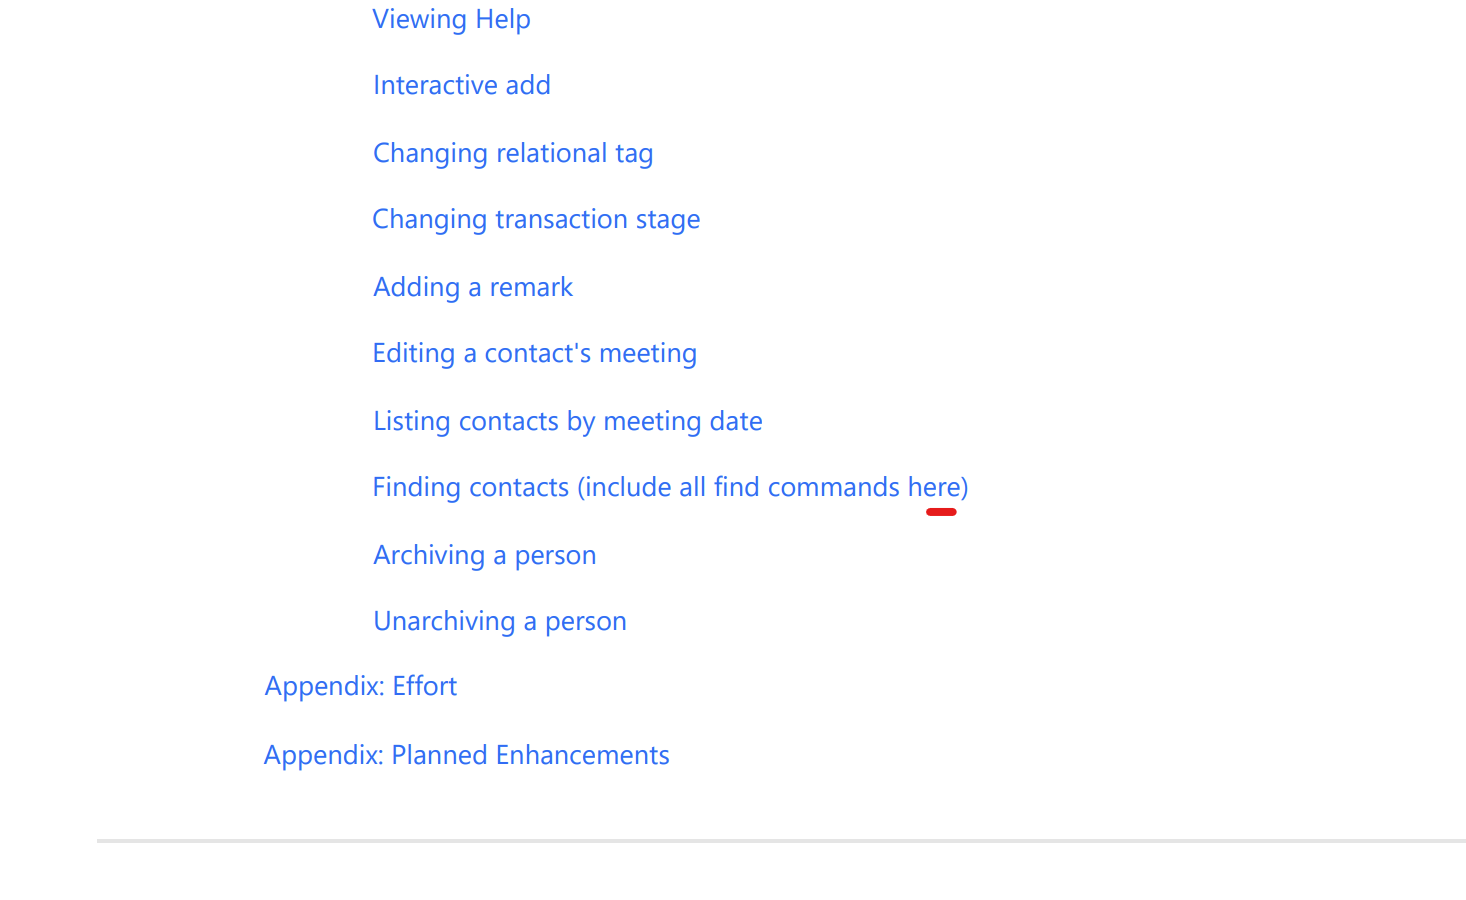 Viewing Help
Interactive add
Changing relational tag
Changing transaction stage
Adding a remark
Editing a contact's meeting
Listing contacts by meeting date
Finding contacts (include all find commands here)
Archiving a person
Unarchiving a person
Appendix: Effort
Appendix: Planned Enhancements